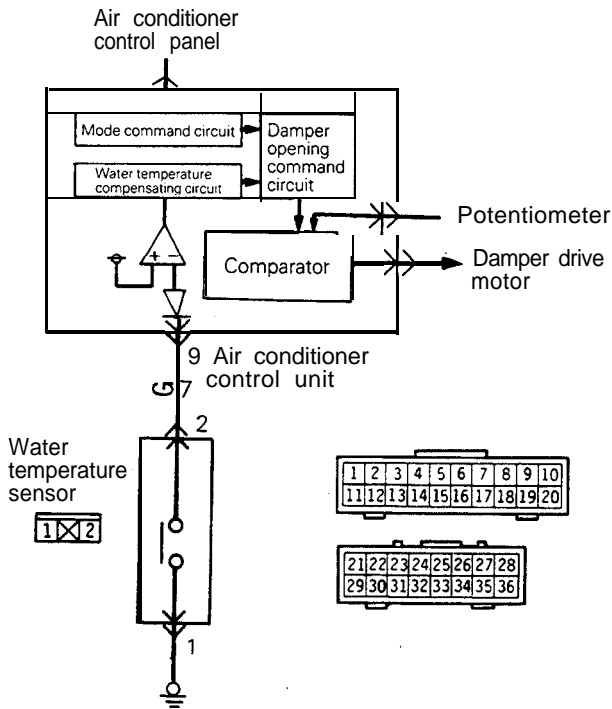 Air conditioner
control panel
Mode command circuit
Damper
opening
command
circuit
Water temperature
compensating circuit
Potentiometer
+ −
Comparator
Damper drive
motor
9 Air conditioner
control unit
G
7
2
Water
temperature
sensor
1 2
1
1 2 3 4 5 6 7 8 9 10
11 12 13 14 15 16 17 18 19 20
21 22 23 24 25 26 27 28
29 30 31 32 33 34 35 36